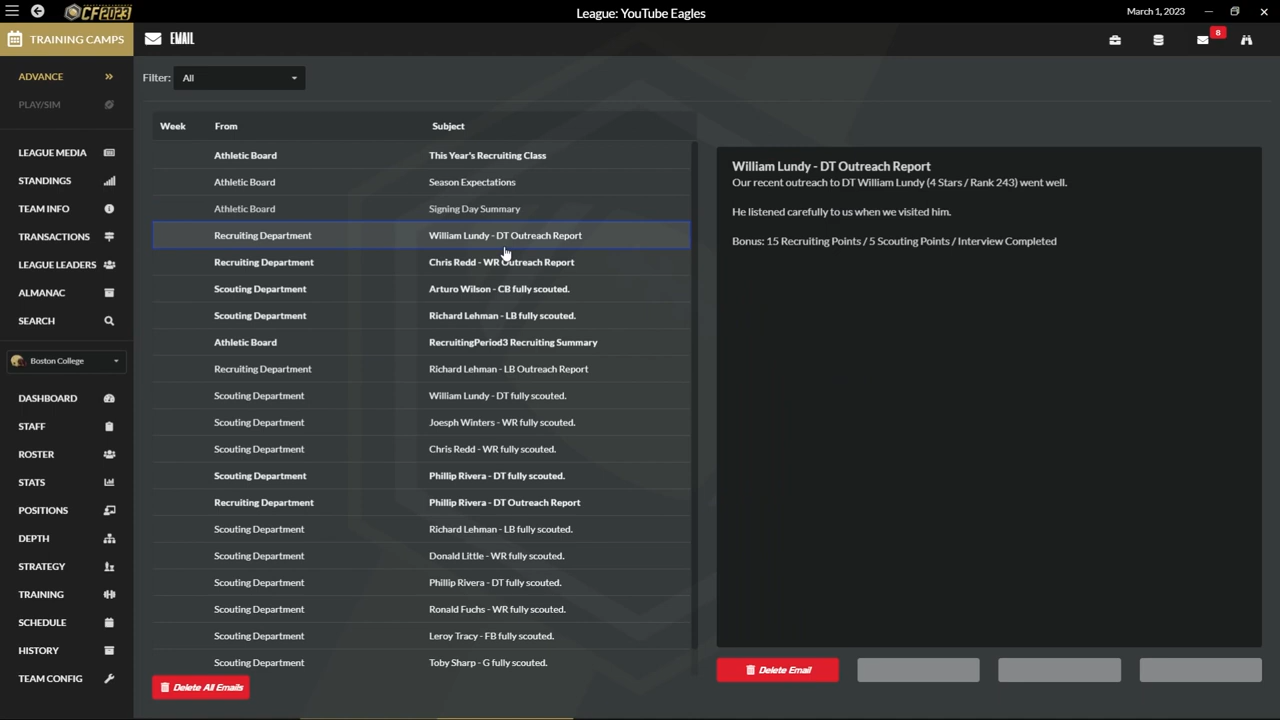 CF2023
League: YouTube Eagles
March 1, 2023
TRAINING CAMPS
EMAIL
8
ADVANCE
PLAY/SIM
LEAGUE MEDIA
STANDINGS
TEAM INFO
TRANSACTIONS
LEAGUE LEADERS
ALMANAC
SEARCH
Boston College
DASHBOARD
STAFF
ROSTER
STATS
POSITIONS
DEPTH
STRATEGY
TRAINING
SCHEDULE
HISTORY
TEAM CONFIG
Filter: All
Week From Subject
Athletic Board This Year's Recruiting Class
Athletic Board Season Expectations
Athletic Board Signing Day Summary
Recruiting Department William Lundy - DT Outreach Report
Recruiting Department Chris Redd - WR Outreach Report
Scouting Department Arturo Wilson - CB fully scouted.
Scouting Department Richard Lehman - LB fully scouted.
Athletic Board RecruitingPeriod3 Recruiting Summary
Recruiting Department Richard Lehman - LB Outreach Report
Scouting Department William Lundy - DT fully scouted.
Scouting Department Joesph Winters - WR fully scouted.
Scouting Department Chris Redd - WR fully scouted.
Scouting Department Phillip Rivera - DT fully scouted.
Recruiting Department Phillip Rivera - DT Outreach Report
Scouting Department Richard Lehman - LB fully scouted.
Scouting Department Donald Little - WR fully scouted.
Scouting Department Phillip Rivera - DT fully scouted.
Scouting Department Ronald Fuchs - WR fully scouted.
Scouting Department Leroy Tracy - FB fully scouted.
Scouting Department Toby Sharp - G fully scouted.
Delete All Emails
William Lundy - DT Outreach Report
Our recent outreach to DT William Lundy (4 Stars / Rank 243) went well.
He listened carefully to us when we visited him.
Bonus: 15 Recruiting Points / 5 Scouting Points / Interview Completed
Delete Email